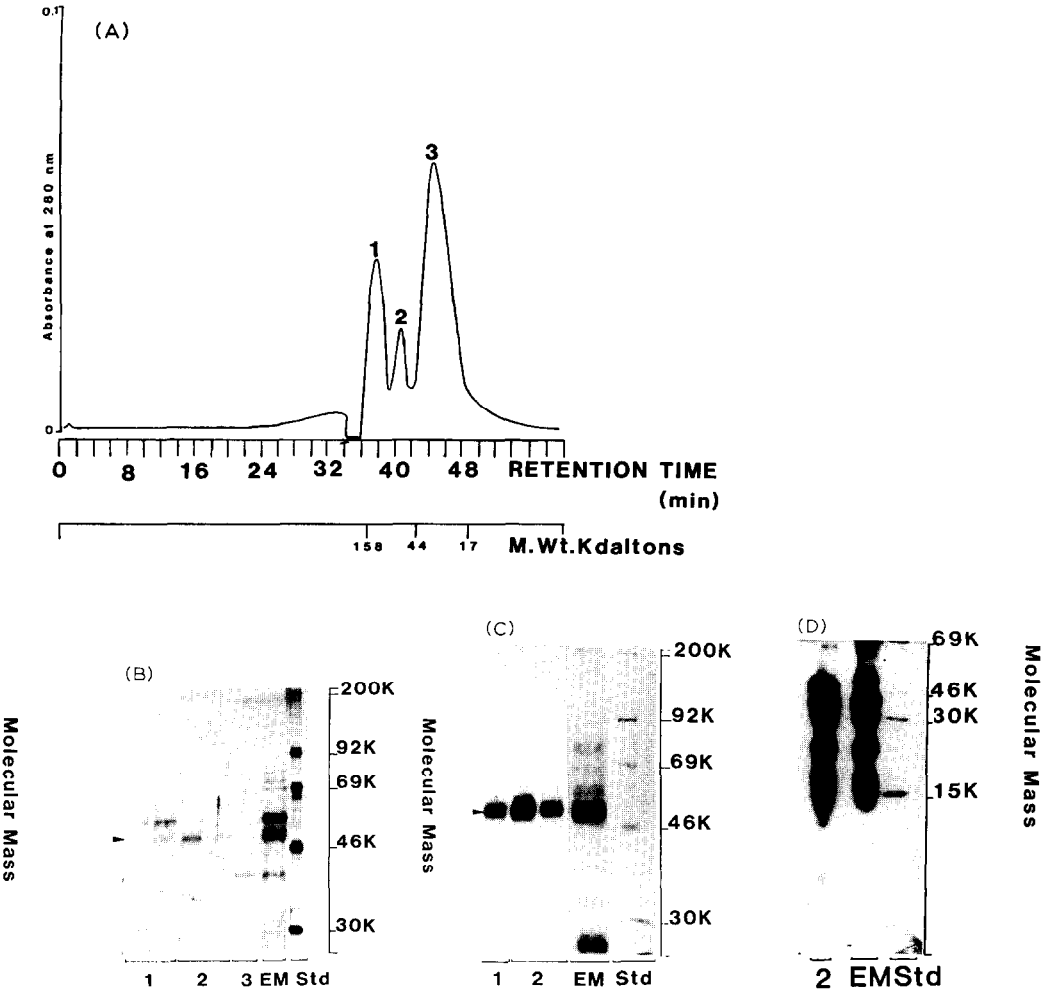 0.1
(A)
Absorbance at 280 nm
1
2
3
0
0 8 16 24 32 40 48 RETENTION TIME
(min)
158 44 17 M.Wt.Kdaltons
(B)
Molecular Mass
200K
92K
69K
46K
30K
1 2 3 EM Std
(C)
Molecular Mass
200K
92K
69K
46K
30K
1 2 EM Std
(D)
69K
46K
30K
15K
Molecular Mass
2 EM Std